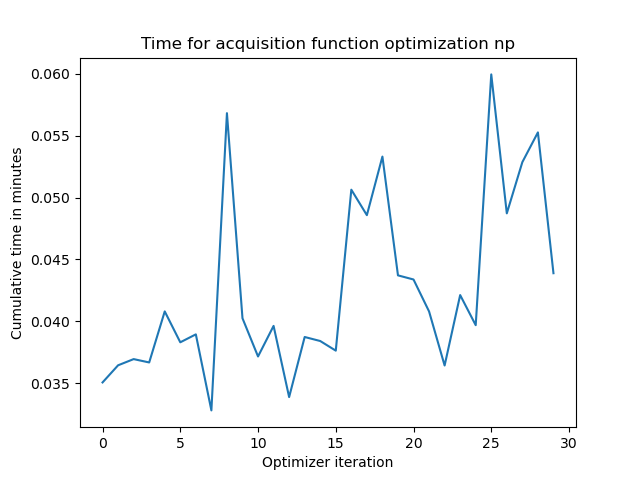 Time for acquisition function optimization np
Cumulative time in minutes
0.060
0.055
0.050
0.045
0.040
0.035
0 5 10 15 20 25 30
Optimizer iteration